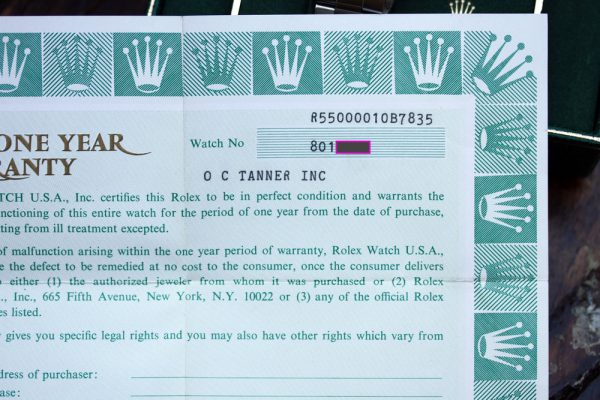 R55000010B7835
ONE YEAR
Watch No
801
RANTY
O C TANNER INC
TCH U.S.A., Inc. certifies this Rolex to be in perfect condition and warrants the
nctioning of this entire watch for the period of one year from the date of purchase,
ting from ill treatment excepted.
of malfunction arising within the one year period of warranty, Rolex Watch U.S.A.,
e the defect to be remedied at no cost to the consumer, once the consumer delivers
o either (1) the authorized jeweler from whom it was purchased or (2) Rolex
., Inc., 665 Fifth Avenue, New York, N.Y. 10022 or (3) any of the official Rolex
es listed.
y gives you specific legal rights and you may also have other rights which vary from
dress of purchaser:
ase: